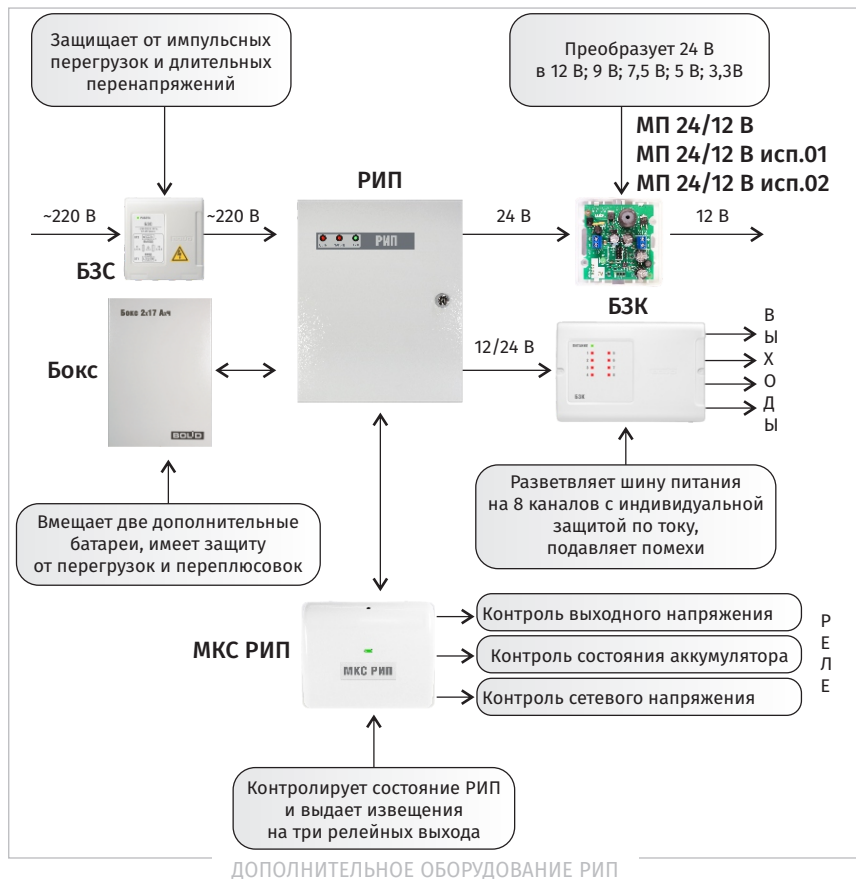 Защищает от импульсных
перегрузок и длительных
перенапряжений
Преобразует 24 В
в 12 В; 9 В; 7,5 В; 5 В; 3,3В
МП 24/12 В
МП 24/12 В исп.01
МП 24/12 В исп.02
РИП
~220 В
~220 В
24 В
12 В
РИП
БЗС
Бокс 2х17 Ач
Бокс
БЗК
12/24 В
ПИТАНИЕ
БЗК
ВЫХОДЫ
BOLID
Вмещает две дополнительные
батареи, имеет защиту
от перегрузок и переплюсовок
Разветвляет шину питания
на 8 каналов с индивидуальной
защитой по току,
подавляет помехи
МКС РИП
МКС РИП
Контроль выходного напряжения
Контроль состояния аккумулятора
Контроль сетевого напряжения
РЕЛЕ
Контролирует состояние РИП
и выдает извещения
на три релейных выхода
ДОПОЛНИТЕЛЬНОЕ ОБОРУДОВАНИЕ РИП